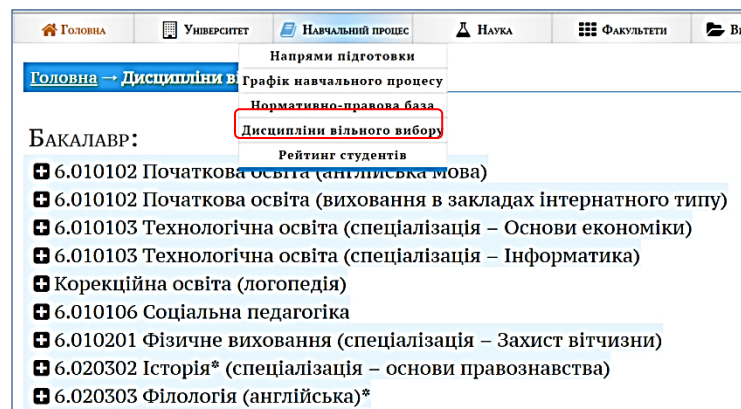 Головна Університет Навчальний процес Наука Факультети
Напрями підготовки
Графік навчального процесу
Нормативно-правова база
Дисципліни вільного вибору
Рейтинг студентів
Головна → Дисципліни
Бакалавр:
6.010102 Початкова освіта (англійська мова)
6.010102 Початкова освіта (виховання в закладах інтернатного типу)
6.010103 Технологічна освіта (спеціалізація – Основи економіки)
6.010103 Технологічна освіта (спеціалізація – Інформатика)
Корекційна освіта (логопедія)
6.010106 Соціальна педагогіка
6.010201 Фізичне виховання (спеціалізація – Захист вітчизни)
6.020302 Історія* (спеціалізація – основи правознавства)
6.020303 Філологія (англійська)*